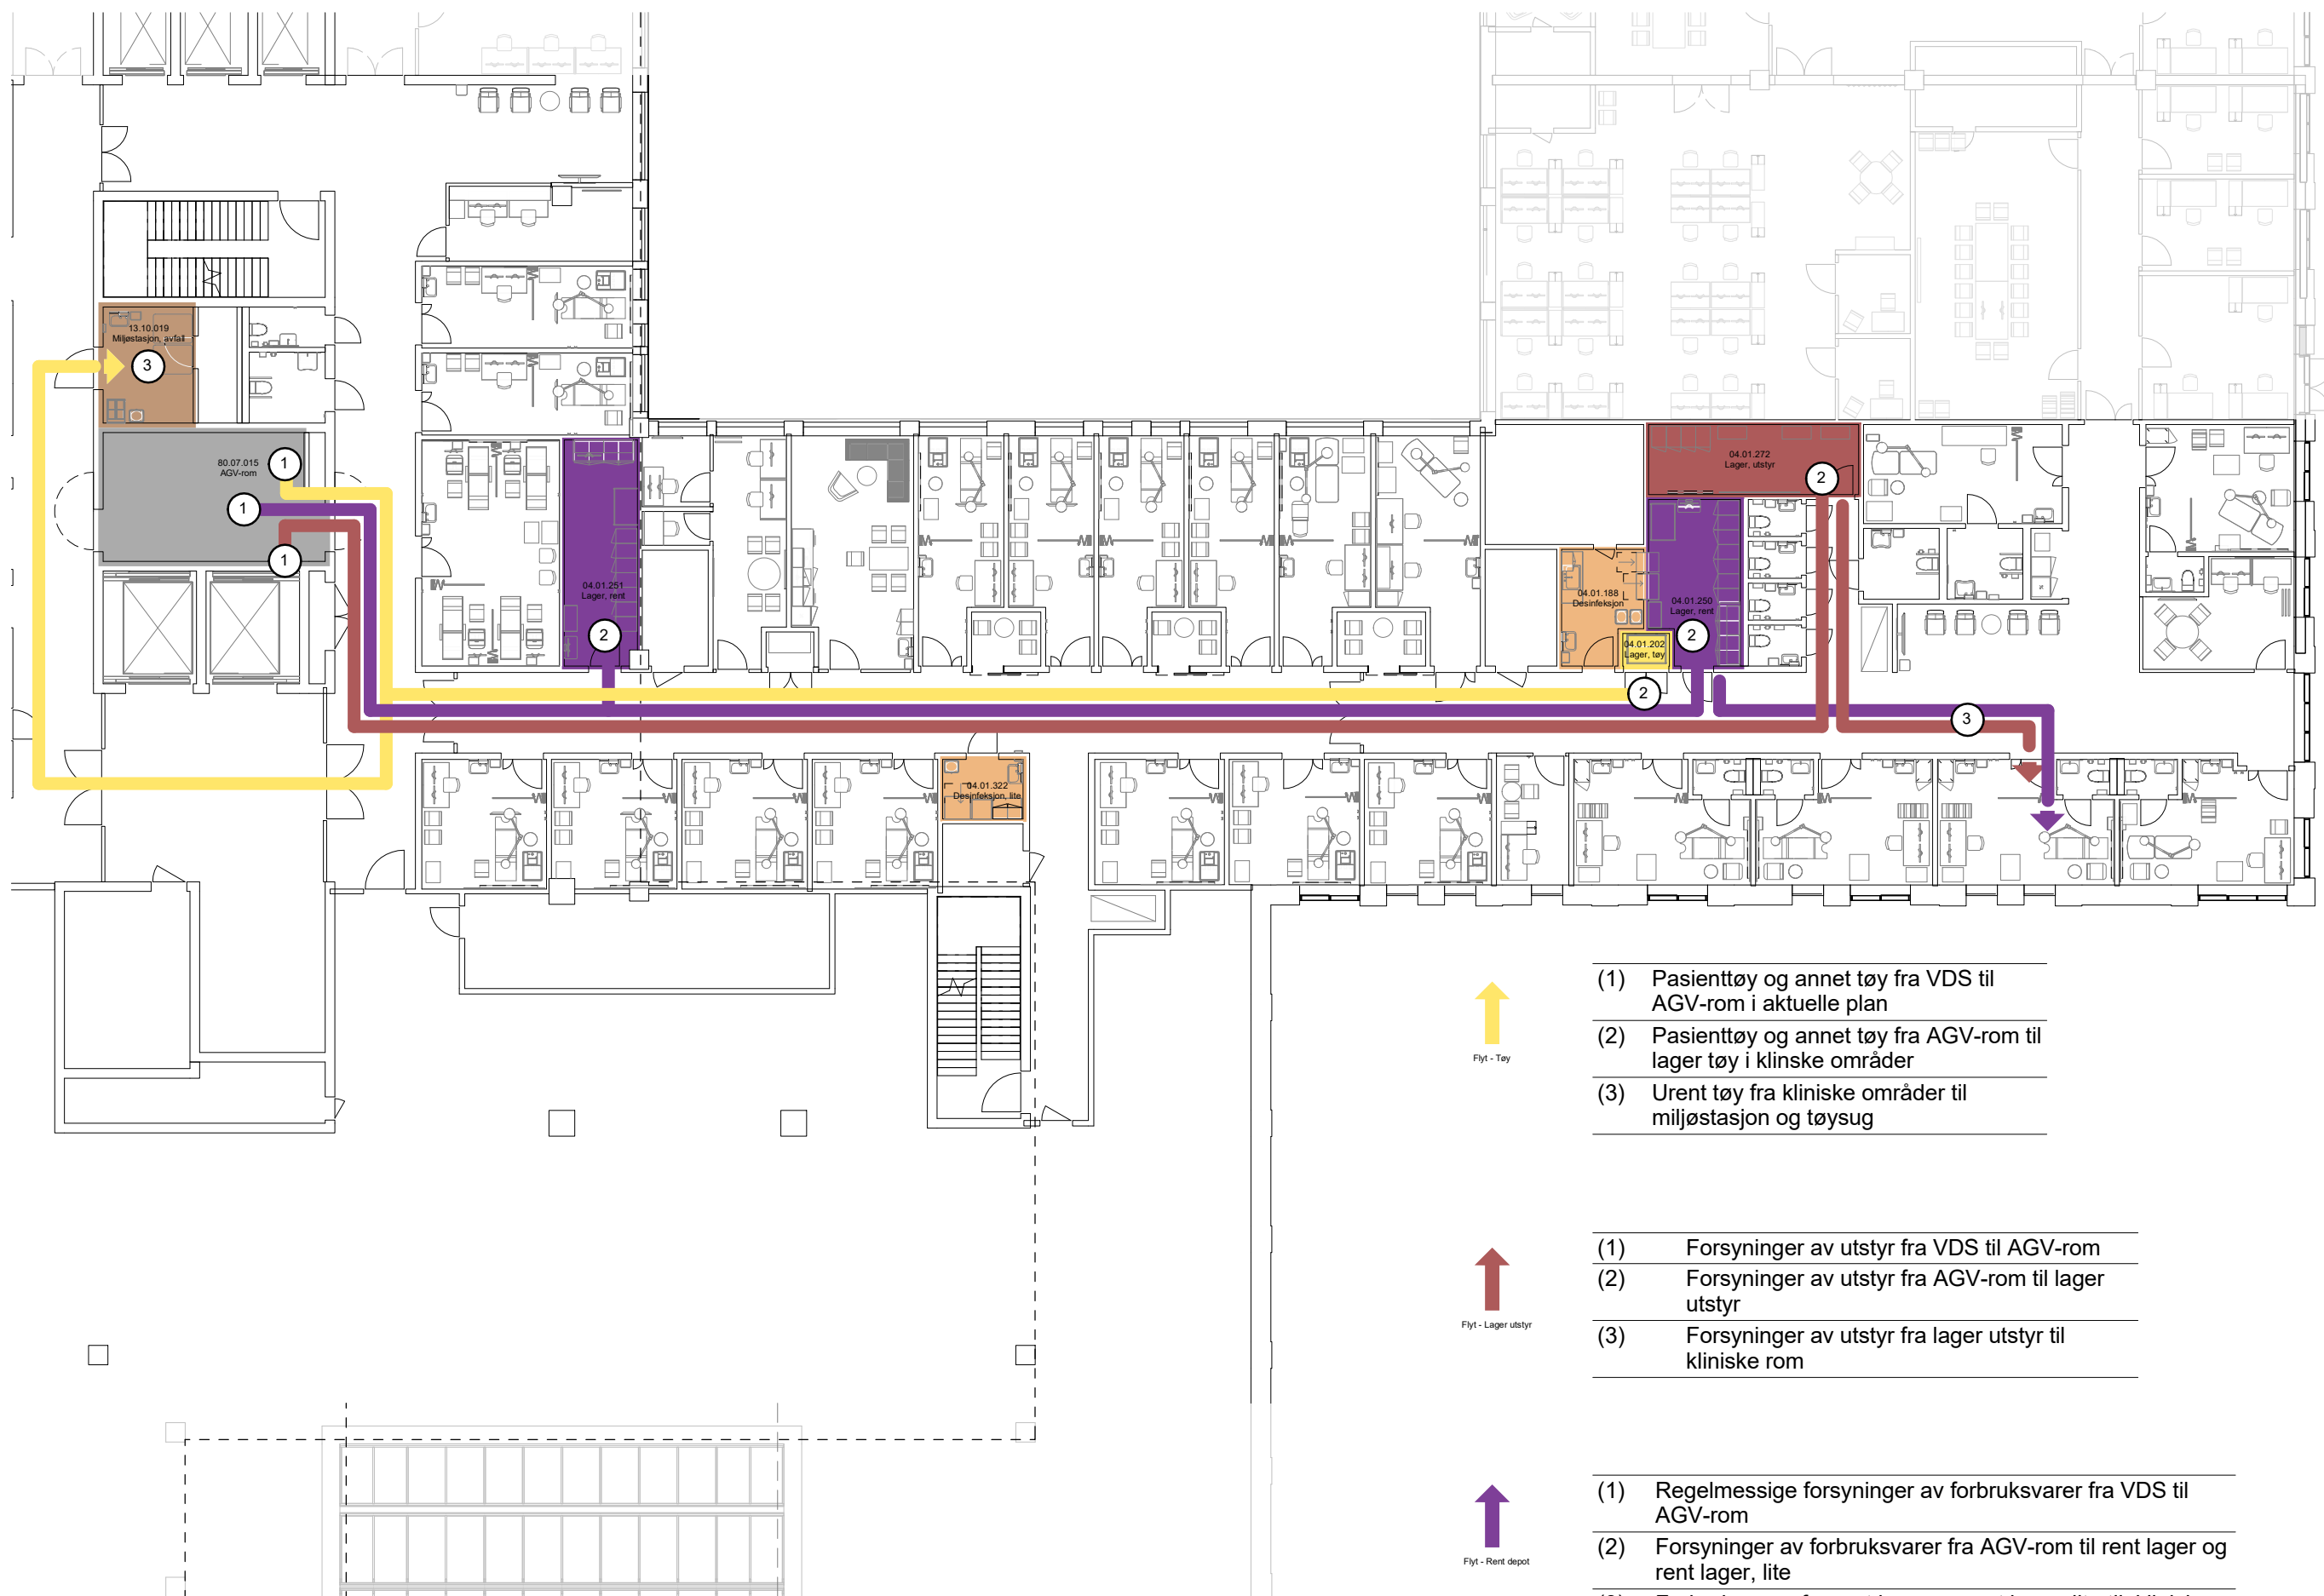 13.10.019
Miljøstasjon, avfall
3
80.07.015
AGV-rom
1
1
1
04.01.251
Lager, rent
2
04.01.272
Lager, utstyr
2
04.01.188
Desinfeksjon
04.01.250
Lager, rent
2
04.01.202
Lager, tøy
2
3
04.01.322
Desinfeksjon, lite
Flyt - Tøy
(1) Pasienttøy og annet tøy fra VDS til
AGV-rom i aktuelle plan
(2) Pasienttøy og annet tøy fra AGV-rom til
lager tøy i klinske områder
(3) Urent tøy fra kliniske områder til
miljøstasjon og tøysug
Flyt - Lager utstyr
(1) Forsyninger av utstyr fra VDS til AGV-rom
(2) Forsyninger av utstyr fra AGV-rom til lager
utstyr
(3) Forsyninger av utstyr fra lager utstyr til
kliniske rom
Flyt - Rent depot
(1) Regelmessige forsyninger av forbruksvarer fra VDS til
AGV-rom
(2) Forsyninger av forbruksvarer fra AGV-rom til rent lager og
rent lager, lite